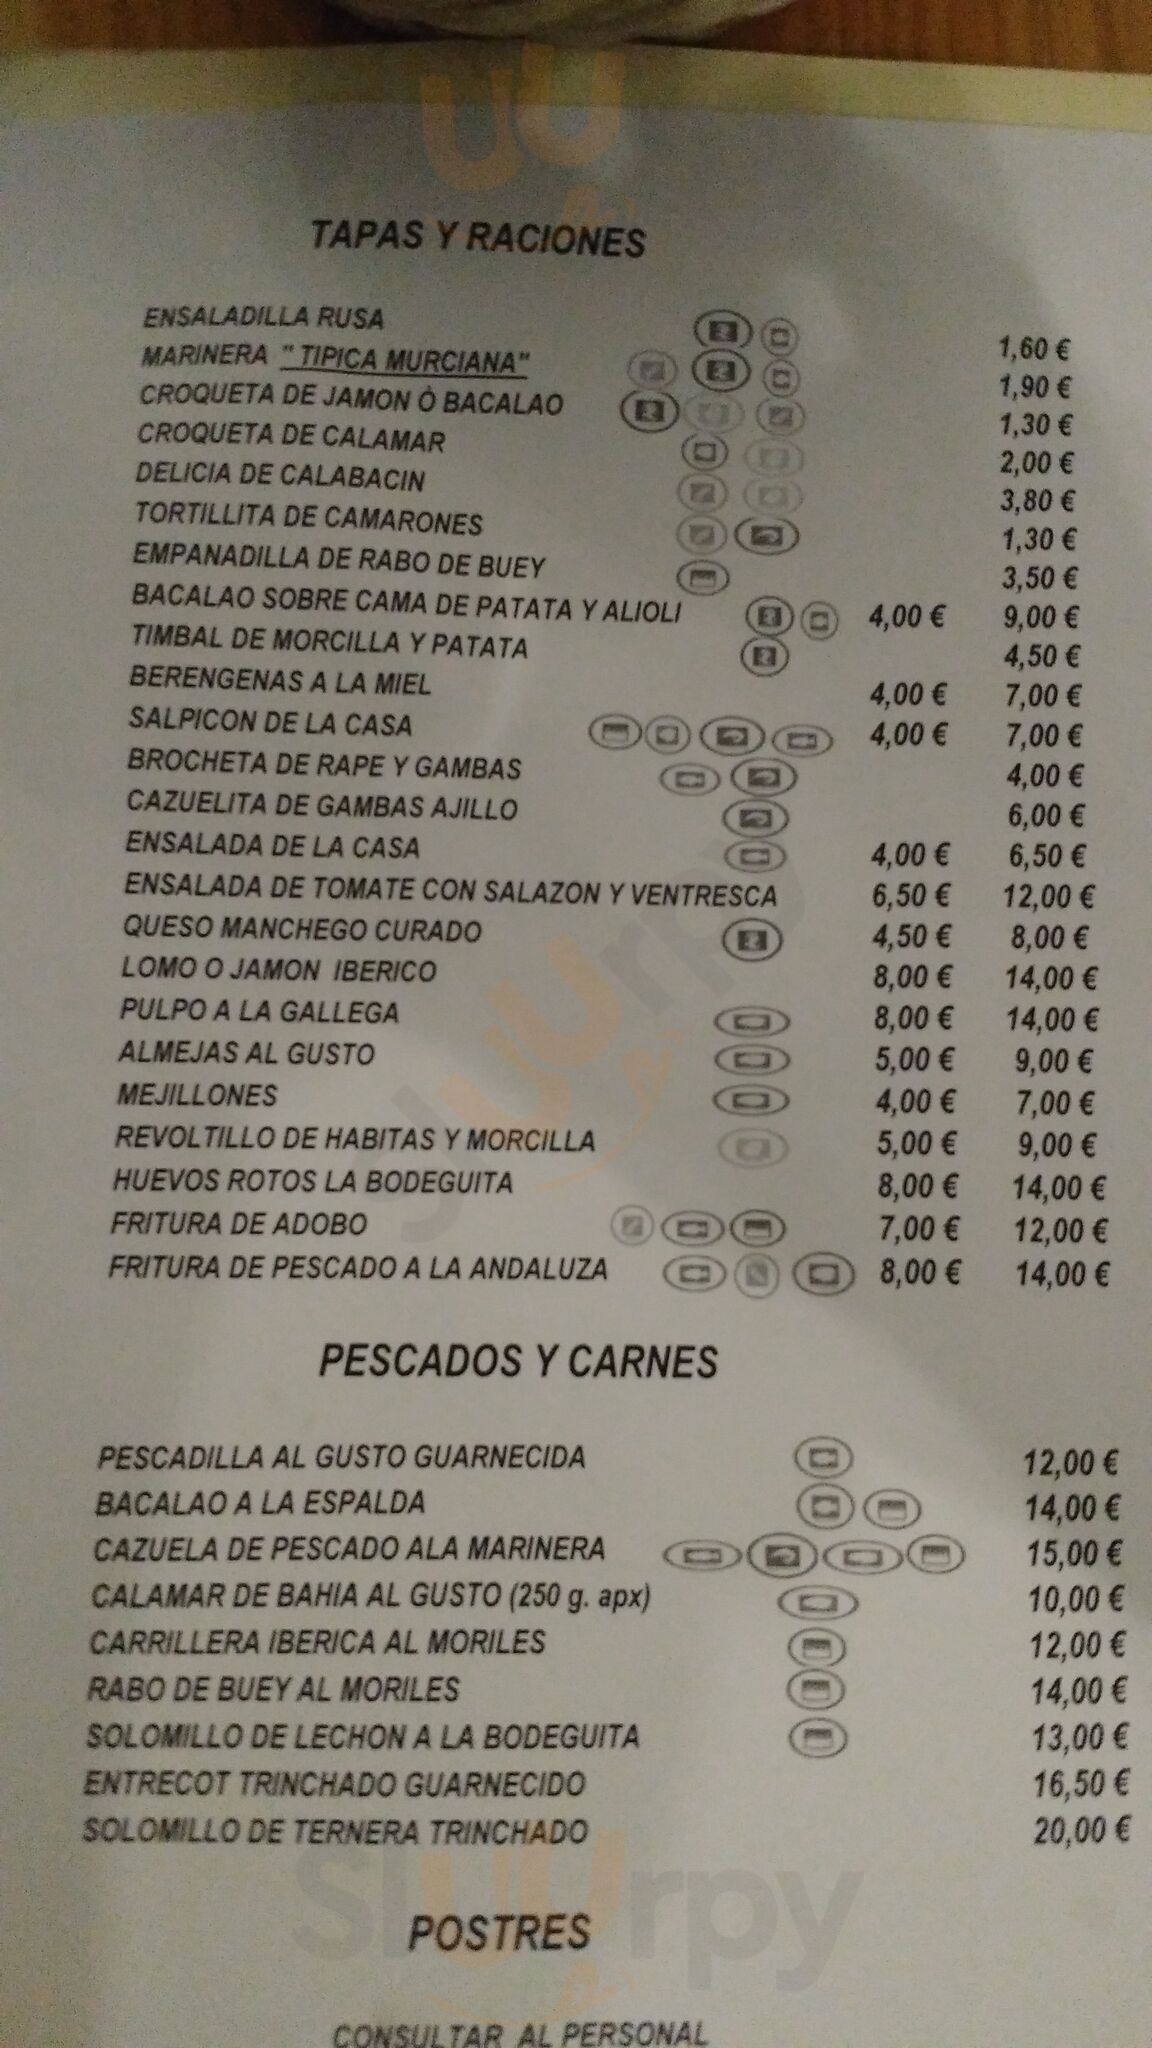 TAPAS Y RACIONES
ENSALADILLA RUSA 1,60 €
MARINERA " TIPICA MURCIANA" 1,90 €
CROQUETA DE JAMON Ò BACALAO 1,30 €
CROQUETA DE CALAMAR 2,00 €
DELICIA DE CALABACIN 3,80 €
TORTILLITA DE CAMARONES 1,30 €
EMPANADILLA DE RABO DE BUEY 3,50 €
BACALAO SOBRE CAMA DE PATATA Y ALIOLI 4,00 € 9,00 €
TIMBAL DE MORCILLA Y PATATA 4,50 €
BERENGENAS A LA MIEL 4,00 € 7,00 €
SALPICON DE LA CASA 4,00 € 7,00 €
BROCHETA DE RAPE Y GAMBAS 4,00 €
CAZUELITA DE GAMBAS AJILLO 6,00 €
ENSALADA DE LA CASA 4,00 € 6,50 €
ENSALADA DE TOMATE CON SALAZON Y VENTRESCA 6,50 € 12,00 €
QUESO MANCHEGO CURADO 4,50 € 8,00 €
LOMO O JAMON IBERICO 8,00 € 14,00 €
PULPO A LA GALLEGA 8,00 € 14,00 €
ALMEJAS AL GUSTO 5,00 € 9,00 €
MEJILLONES 4,00 € 7,00 €
REVOLTILLO DE HABITAS Y MORCILLA 5,00 € 9,00 €
HUEVOS ROTOS LA BODEGUITA 8,00 € 14,00 €
FRITURA DE ADOBO 7,00 € 12,00 €
FRITURA DE PESCADO A LA ANDALUZA 8,00 € 14,00 €
PESCADOS Y CARNES
PESCADILLA AL GUSTO GUARNECIDA 12,00 €
BACALAO A LA ESPALDA 14,00 €
CAZUELA DE PESCADO ALA MARINERA 15,00 €
CALAMAR DE BAHIA AL GUSTO (250 g. apx) 10,00 €
CARRILLERA IBERICA AL MORILES 12,00 €
RABO DE BUEY AL MORILES 14,00 €
SOLOMILLO DE LECHON A LA BODEGUITA 13,00 €
ENTRECOT TRINCHADO GUARNECIDO 16,50 €
SOLOMILLO DE TERNERA TRINCHADO 20,00 €
Sluurpy
POSTRES
CONSULTAR AL PERSONAL